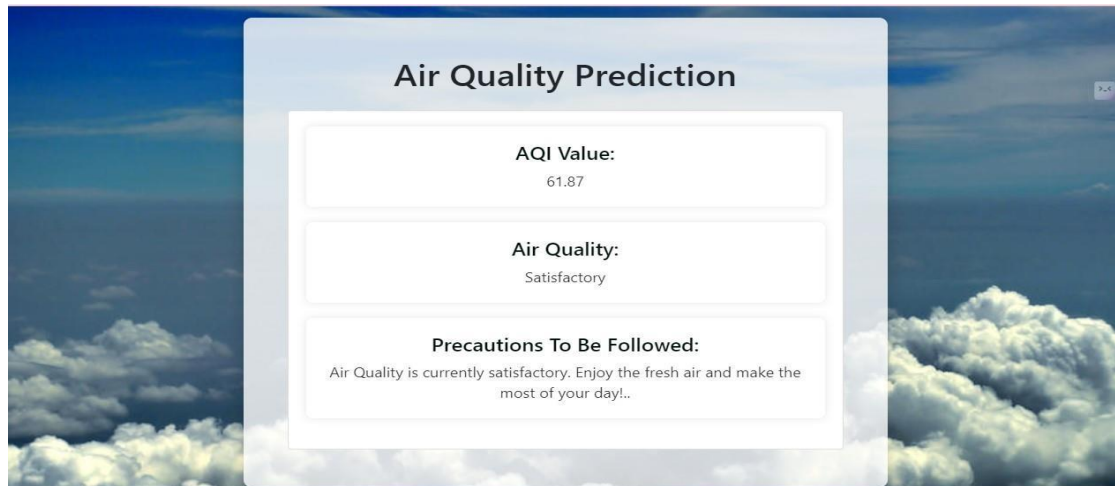 Air Quality Prediction
AQI Value:
61.87
Air Quality:
Satisfactory
Precautions To Be Followed:
Air Quality is currently satisfactory. Enjoy the fresh air and make the
most of your day!..